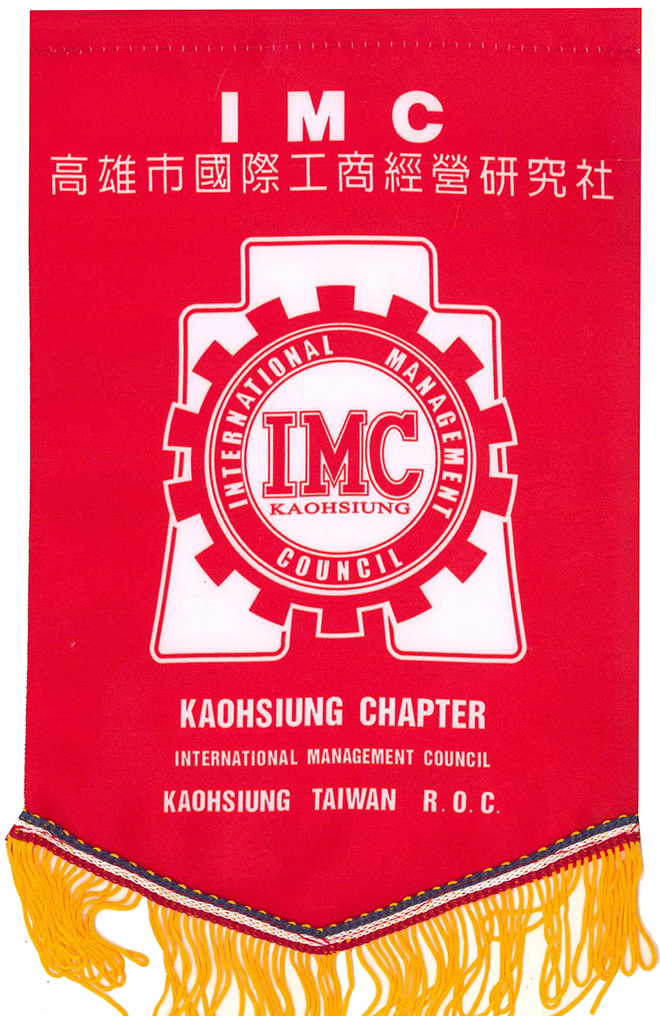 I M C
高雄市國際工商經營研究社
INTERNATIONAL MANAGEMENT
IMC
KAOHSIUNG
COUNCIL
KAOHSIUNG CHAPTER
INTERNATIONAL MANAGEMENT COUNCIL
KAOHSIUNG TAIWAN R.O.C.